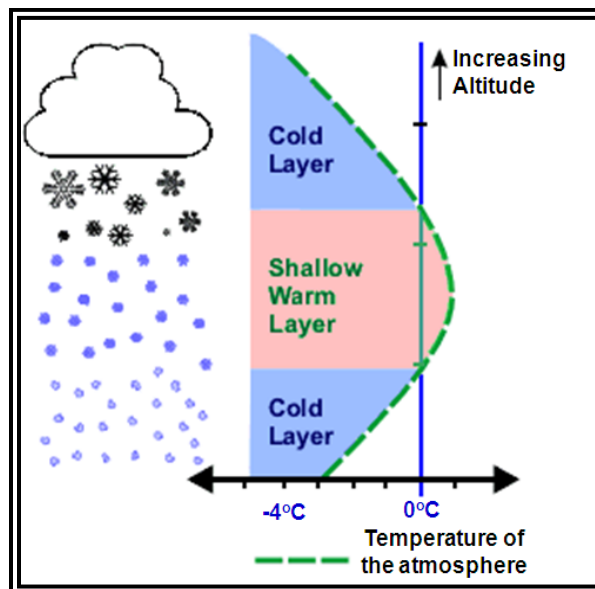 Increasing
Altitude
Cold
Layer
Shallow
Warm
Layer
Cold
Layer
-4°C
0°C
Temperature of
the atmosphere